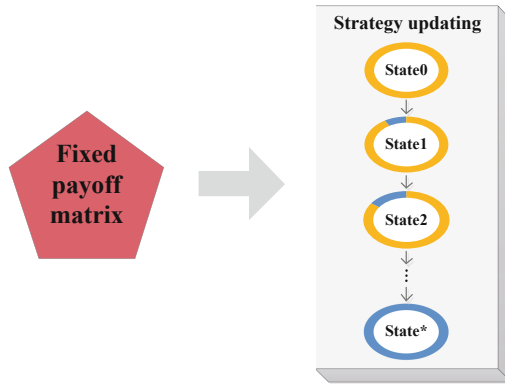 Fixed
payoff
matrix
Strategy updating
State0
State1
State2
State*